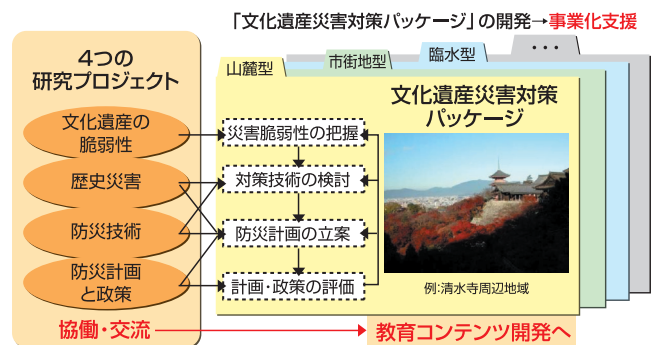 「文化遺産災害対策パッケージ」の開発→事業化支援
4つの
研究プロジェクト
文化遺産の
脆弱性
歴史災害
防災技術
防災計画
と政策
協働・交流
山麓型
市街地型
臨水型
・・・
文化遺産災害対策
パッケージ
災害脆弱性の把握
対策技術の検討
防災計画の立案
計画・政策の評価
例:清水寺周辺地域
教育コンテンツ開発へ